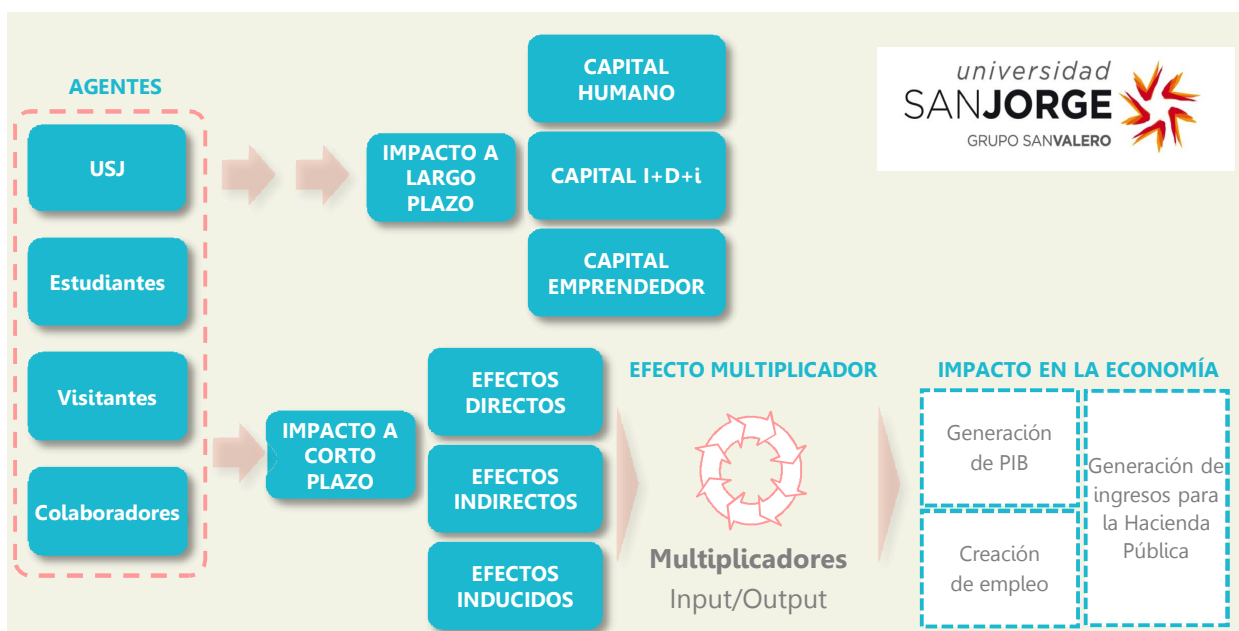 AGENTES
USJ
Estudiantes
Visitantes
Colaboradores
IMPACTO A
LARGO
PLAZO
CAPITAL
HUMANO
CAPITAL I+D+i
CAPITAL
EMPRENDEDOR
universidad
SANJORGE
GRUPO SANVALERO
IMPACTO A
CORTO
PLAZO
EFECTOS
DIRECTOS
EFECTOS
INDIRECTOS
EFECTOS
INDUCIDOS
EFECTO MULTIPLICADOR
Multiplicadores
Input/Output
IMPACTO EN LA ECONOMÍA
Generación
de PIB
Creación
de empleo
Generación de
ingresos para
la Hacienda
Pública